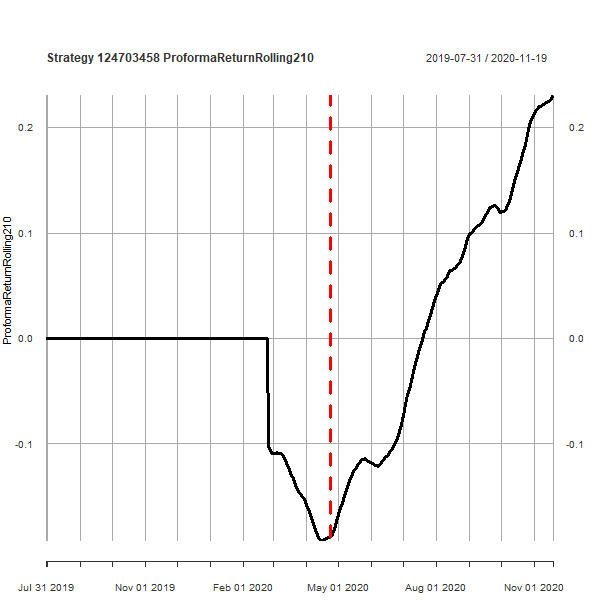 Strategy 124703458 ProformaReturnRolling210
2019-07-31 / 2020-11-19
ProformaReturnRolling210
0.2
0.2
0.1
0.1
0.0
0.0
-0.1
-0.1
Jul 31 2019
Nov 01 2019
Feb 01 2020
May 01 2020
Aug 01 2020
Nov 01 2020